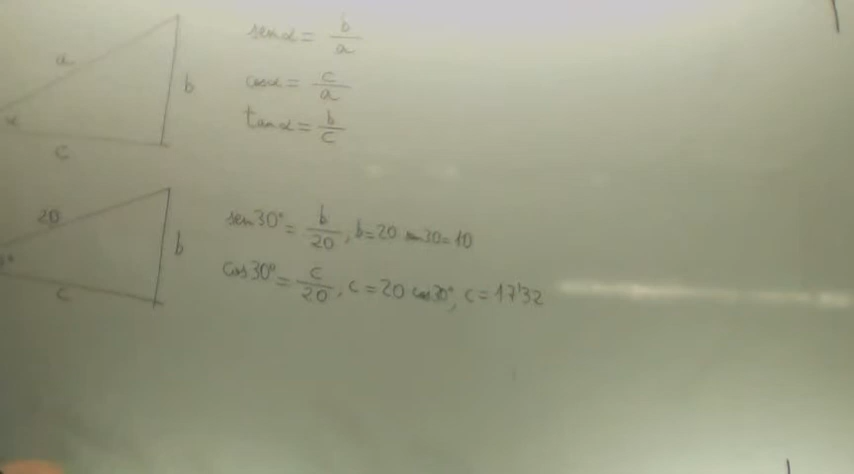 a
b
c
α
sen α = b/a
cos α = c/a
tan α = b/c
20
b
c
sen 30° = b/20, b = 20 sen 30 = 10
cos 30° = c/20, c = 20 cos 30°, c = 17'32